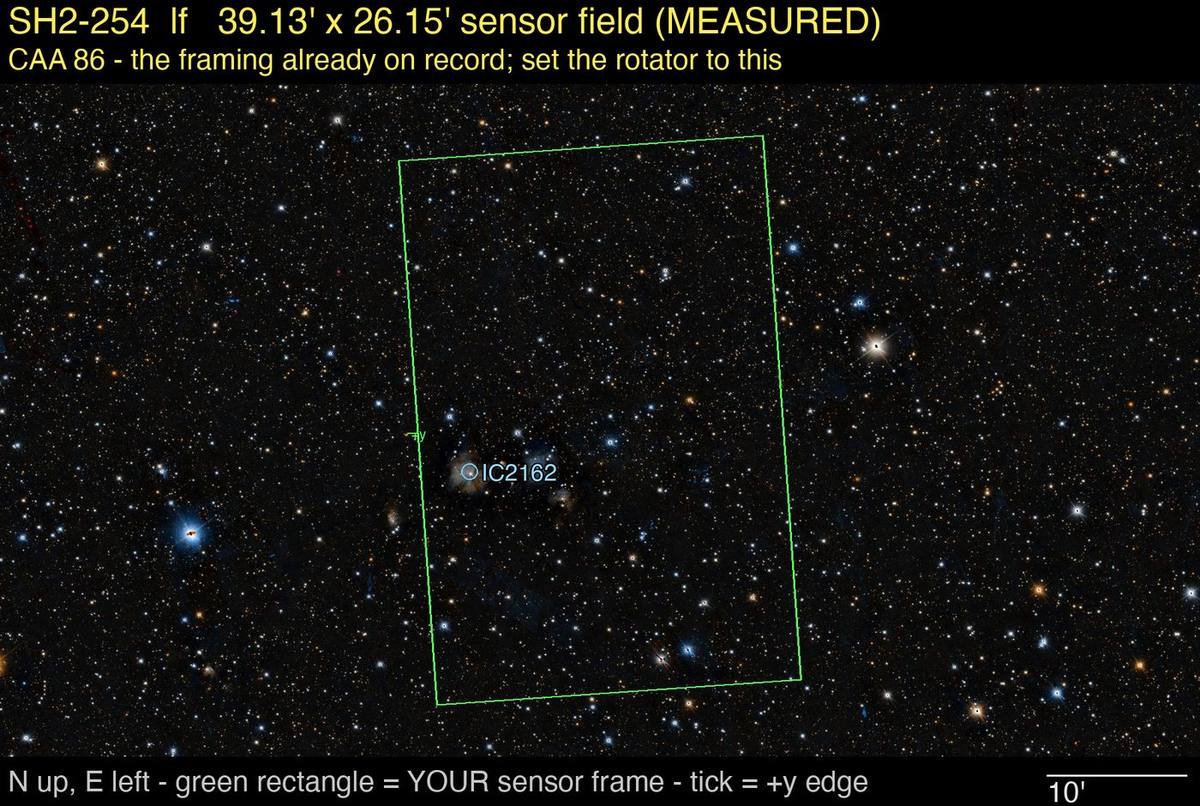 SH2-254 lf 39.13' x 26.15' sensor field (MEASURED)
CAA 86 - the framing already on record; set the rotator to this
+y
IC2162
N up, E left - green rectangle = YOUR sensor frame - tick = +y edge
10'